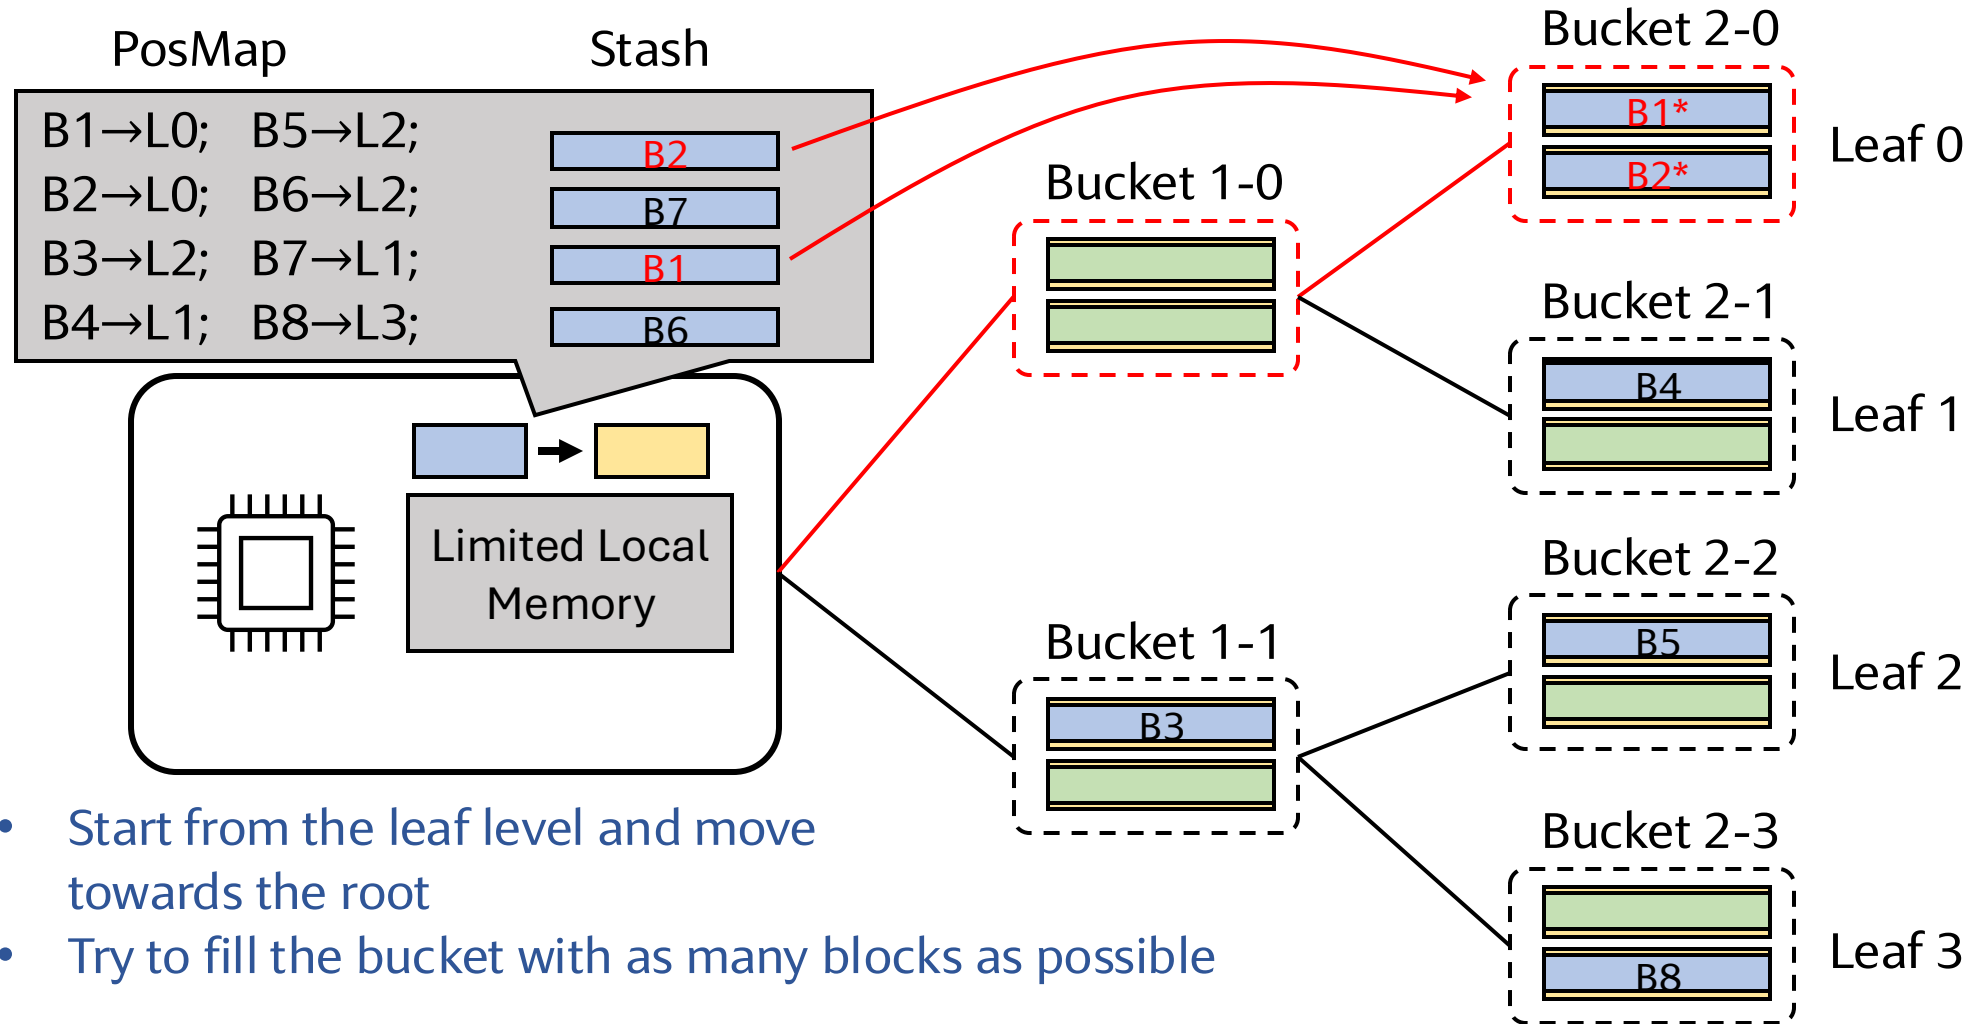 PosMap
Stash
B1→L0; B5→L2;
B2→L0; B6→L2;
B3→L2; B7→L1;
B4→L1; B8→L3;
B2
B7
B1
B6
Limited Local
Memory
Bucket 1-0
Bucket 1-1
B3
Bucket 2-0
B1*
B2*
Leaf 0
Bucket 2-1
B4
Leaf 1
Bucket 2-2
B5
Leaf 2
Bucket 2-3
B8
Leaf 3
• Start from the leaf level and move
towards the root
• Try to fill the bucket with as many blocks as possible